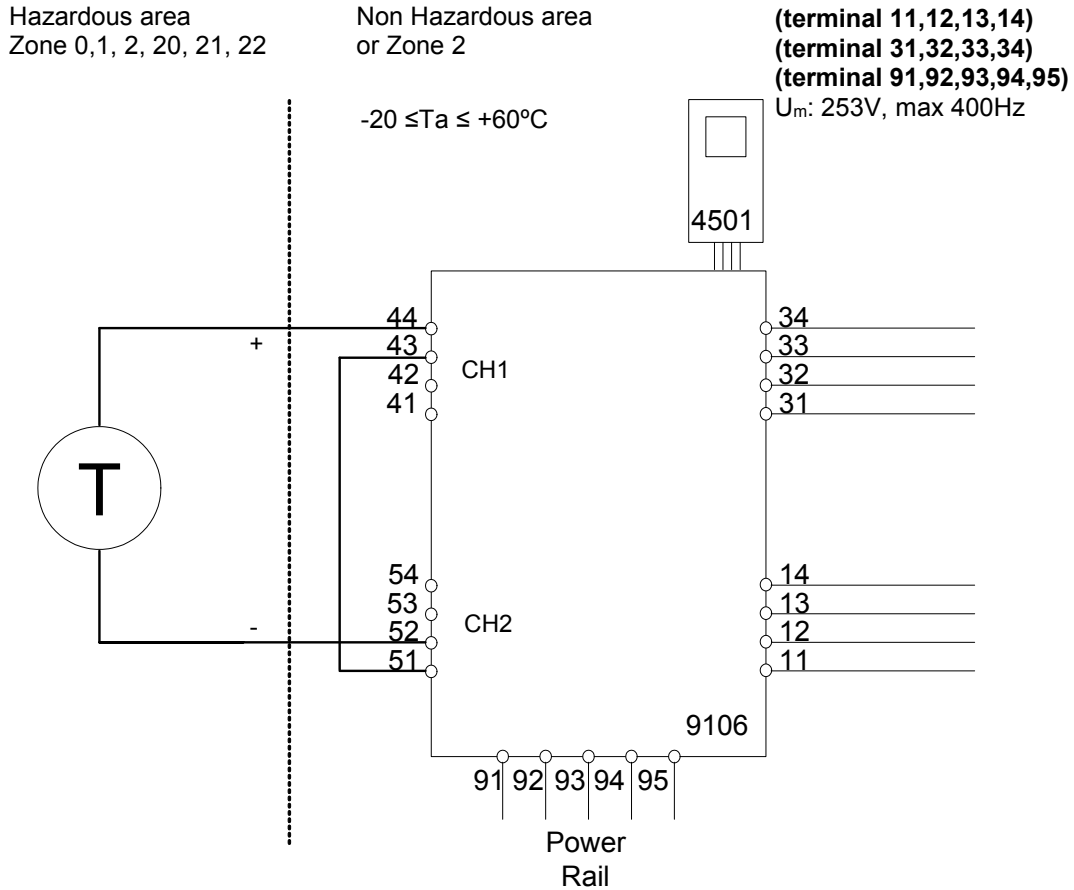 Hazardous area
Zone 0,1, 2, 20, 21, 22
Non Hazardous area
or Zone 2
-20 ≤Ta ≤ +60ºC
(terminal 11,12,13,14)
(terminal 31,32,33,34)
(terminal 91,92,93,94,95)
Um: 253V, max 400Hz
4501
44
+
43
42
41
CH1
34
33
32
31
T
54
53
52
51
-
CH2
14
13
12
11
9106
91 92 93 94 95
Power
Rail